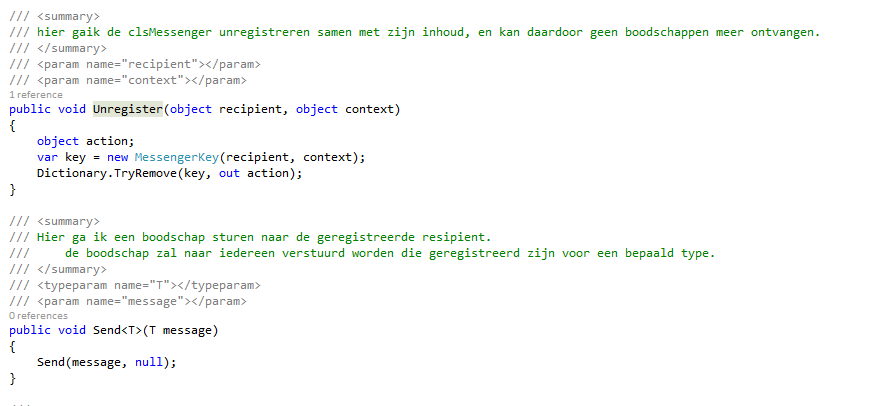 /// <summary>
/// hier gaik de clsMessenger unregistreren samen met zijn inhoud, en kan daardoor geen boodschappen meer ontvangen.
/// </summary>
/// <param name="recipient"></param>
/// <param name="context"></param>
1 reference
public void Unregister(object recipient, object context)
{
    object action;
    var key = new MessengerKey(recipient, context);
    Dictionary.TryRemove(key, out action);
}
/// <summary>
/// Hier ga ik een boodschap sturen naar de geregistreerde resipient.
///     de boodschap zal naar iedereen verstuurd worden die geregistreerd zijn voor een bepaald type.
/// </summary>
/// <typeparam name="T"></typeparam>
/// <param name="message"></param>
0 references
public void Send<T>(T message)
{
    Send(message, null);
}